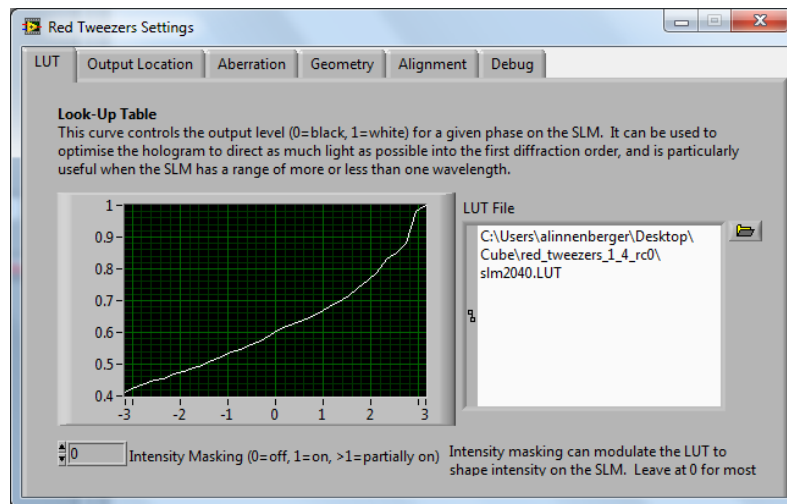 Red Tweezers Settings
LUT Output Location Aberration Geometry Alignment Debug
Look-Up Table
This curve controls the output level (0=black, 1=white) for a given phase on the SLM. It can be used to
optimise the hologram to direct as much light as possible into the first diffraction order, and is particularly
useful when the SLM has a range of more or less than one wavelength.
LUT File
C:\Users\alinnenberger\Desktop\
Cube\red_tweezers_1_4_rc0\
slm2040.LUT
1
0.9
0.8
0.7
0.6
0.5
0.4
-3 -2 -1 0 1 2 3
0 Intensity Masking (0=off, 1=on, >1=partially on)
Intensity masking can modulate the LUT to
shape intensity on the SLM. Leave at 0 for most